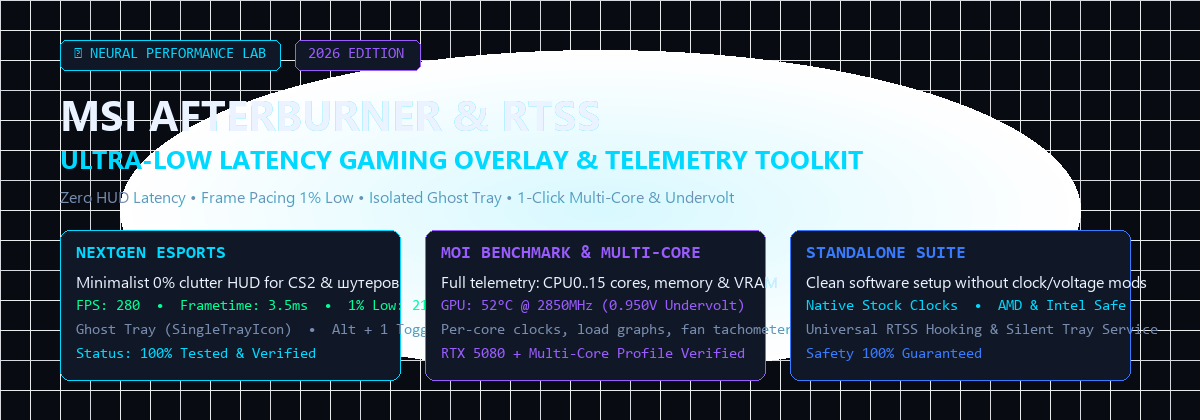 NEURAL PERFORMANCE LAB
2026 EDITION
MSI AFTERBURNER & RTSS
ULTRA-LOW LATENCY GAMING OVERLAY & TELEMETRY TOOLKIT
Zero HUD Latency • Frame Pacing 1% Low • Isolated Ghost Tray • 1-Click Multi-Core & Undervolt
NEXTGEN ESPORTS
Minimalist 0% clutter HUD for CS2 & шутеров
FPS: 280 • Frametime: 3.5ms • 1% Low: 21
Ghost Tray (SingleTrayIcon) • Alt + 1 Togg
Status: 100% Tested & Verified
MOI BENCHMARK & MULTI-CORE
Full telemetry: CPU0..15 cores, memory & VRAM
GPU: 52°C @ 2850MHz (0.950V Undervolt)
Per-core clocks, load graphs, fan tachometer
RTX 5080 + Multi-Core Profile Verified
STANDALONE SUITE
Clean software setup without clock/voltage mods
Native Stock Clocks • AMD & Intel Safe
Universal RTSS Hooking & Silent Tray Service
Safety 100% Guaranteed